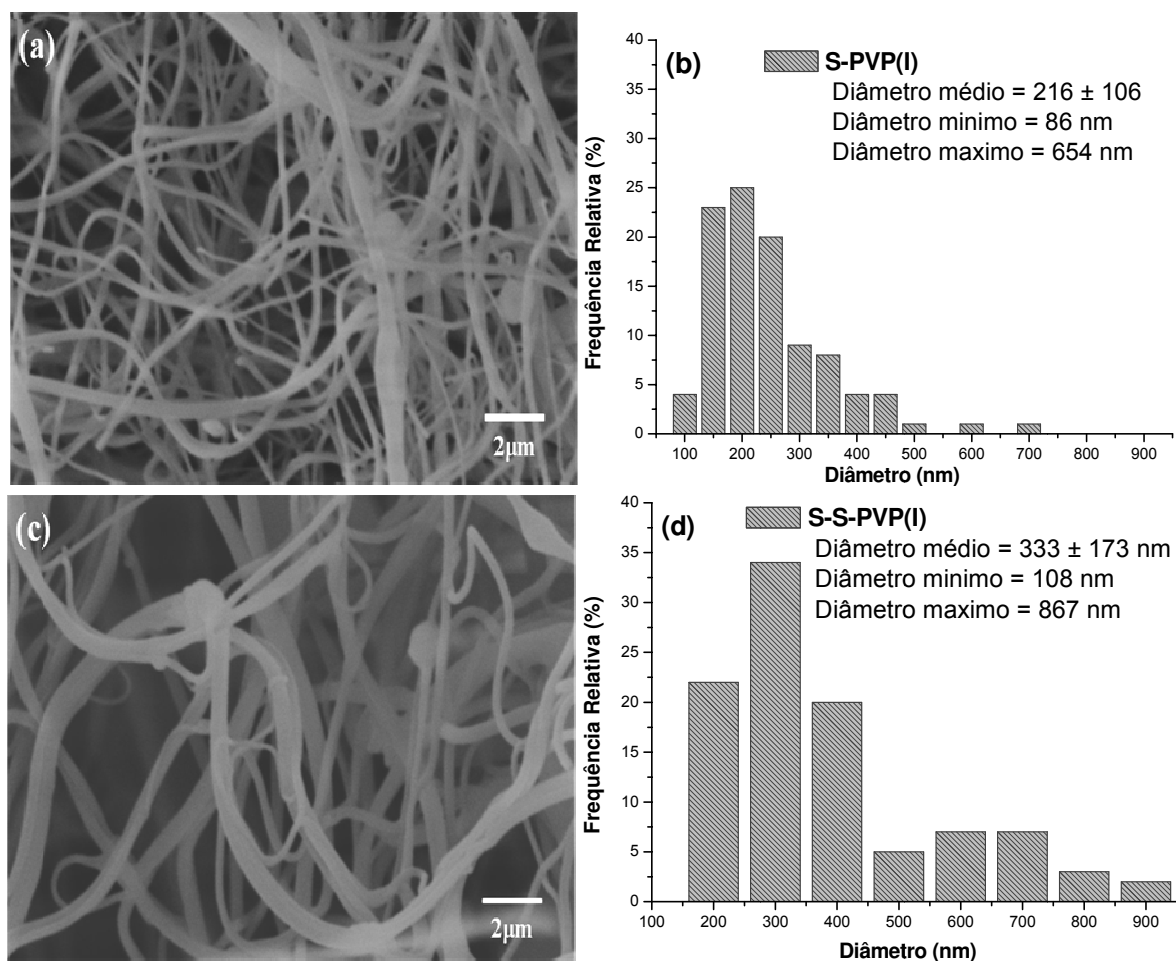 (a)
2µm
(b)
S-PVP(I)
Diâmetro médio = 216 ± 106
Diâmetro minimo = 86 nm
Diâmetro maximo = 654 nm
Frequência Relativa (%)
40
35
30
25
20
15
10
5
0
100 200 300 400 500 600 700 800 900
Diâmetro (nm)
(c)
2µm
(d)
S-S-PVP(I)
Diâmetro médio = 333 ± 173 nm
Diâmetro minimo = 108 nm
Diâmetro maximo = 867 nm
Frequência Relativa (%)
40
35
30
25
20
15
10
5
0
100 200 300 400 500 600 700 800 900
Diâmetro (nm)